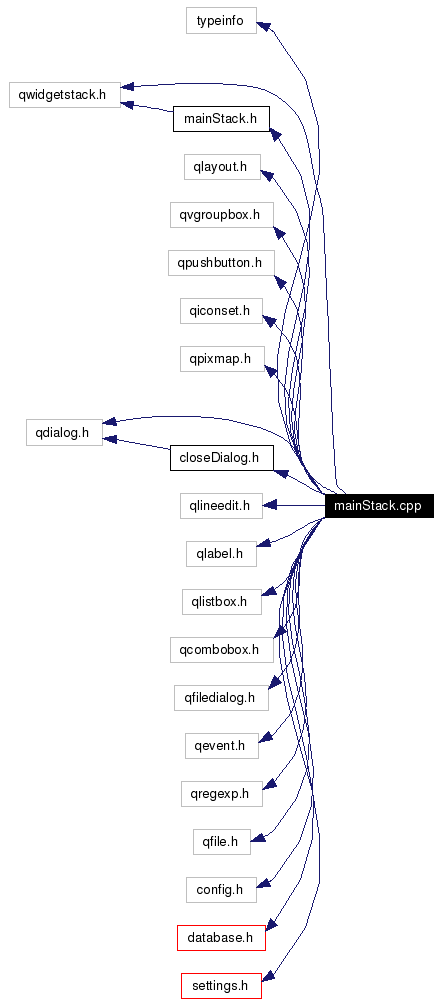 typeinfo
qwidgetstack.h
mainStack.h
qlayout.h
qvgroupbox.h
qpushbutton.h
qiconset.h
qpixmap.h
qdialog.h
closeDialog.h
qlineedit.h
mainStack.cpp
qlabel.h
qlistbox.h
qcombobox.h
qfiledialog.h
qevent.h
qregexp.h
qfile.h
config.h
database.h
settings.h